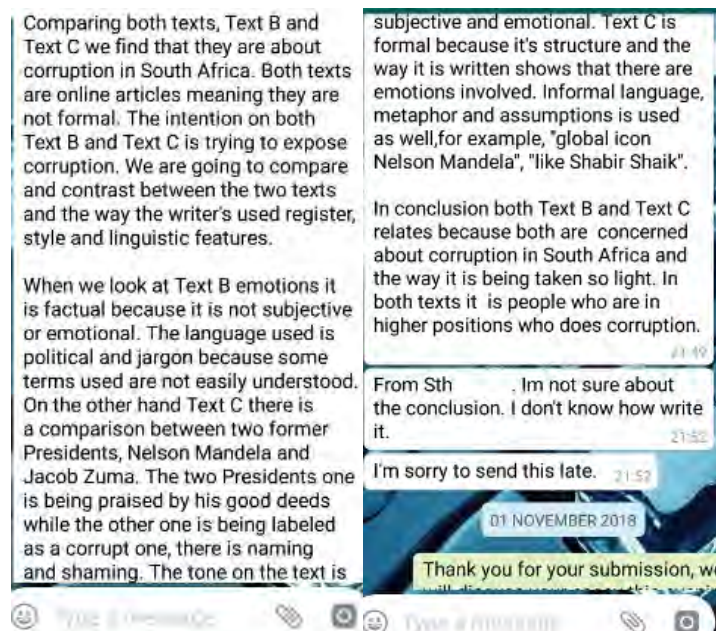 Comparing both texts, Text B and
Text C we find that they are about
corruption in South Africa. Both texts
are online articles meaning they are
not formal. The intention on both
Text B and Text C is trying to expose
corruption. We are going to compare
and contrast between the two texts
and the way the writer's used register,
style and linguistic features.
When we look at Text B emotions it
is factual because it is not subjective
or emotional. The language used is
political and jargon because some
terms used are not easily understood.
On the other hand Text C there is
a comparison between two former
Presidents, Nelson Mandela and
Jacob Zuma. The two Presidents one
is being praised by his good deeds
while the other one is being labeled
as a corrupt one, there is naming
and shaming. The tone on the text is
Type a message
subjective and emotional. Text C is
formal because it's structure and the
way it is written shows that there are
emotions involved. Informal language,
metaphor and assumptions is used
as well,for example, "global icon
Nelson Mandela", "like Shabir Shaik".
In conclusion both Text B and Text C
relates because both are concerned
about corruption in South Africa and
the way it is being taken so light. In
both texts it is people who are in
higher positions who does corruption.
21:49
From Sth . Im not sure about
the conclusion. I don't know how write
it.
21:52
I'm sorry to send this late. 21:52
01 NOVEMBER 2018
Thank you for your submission, we
Type a message